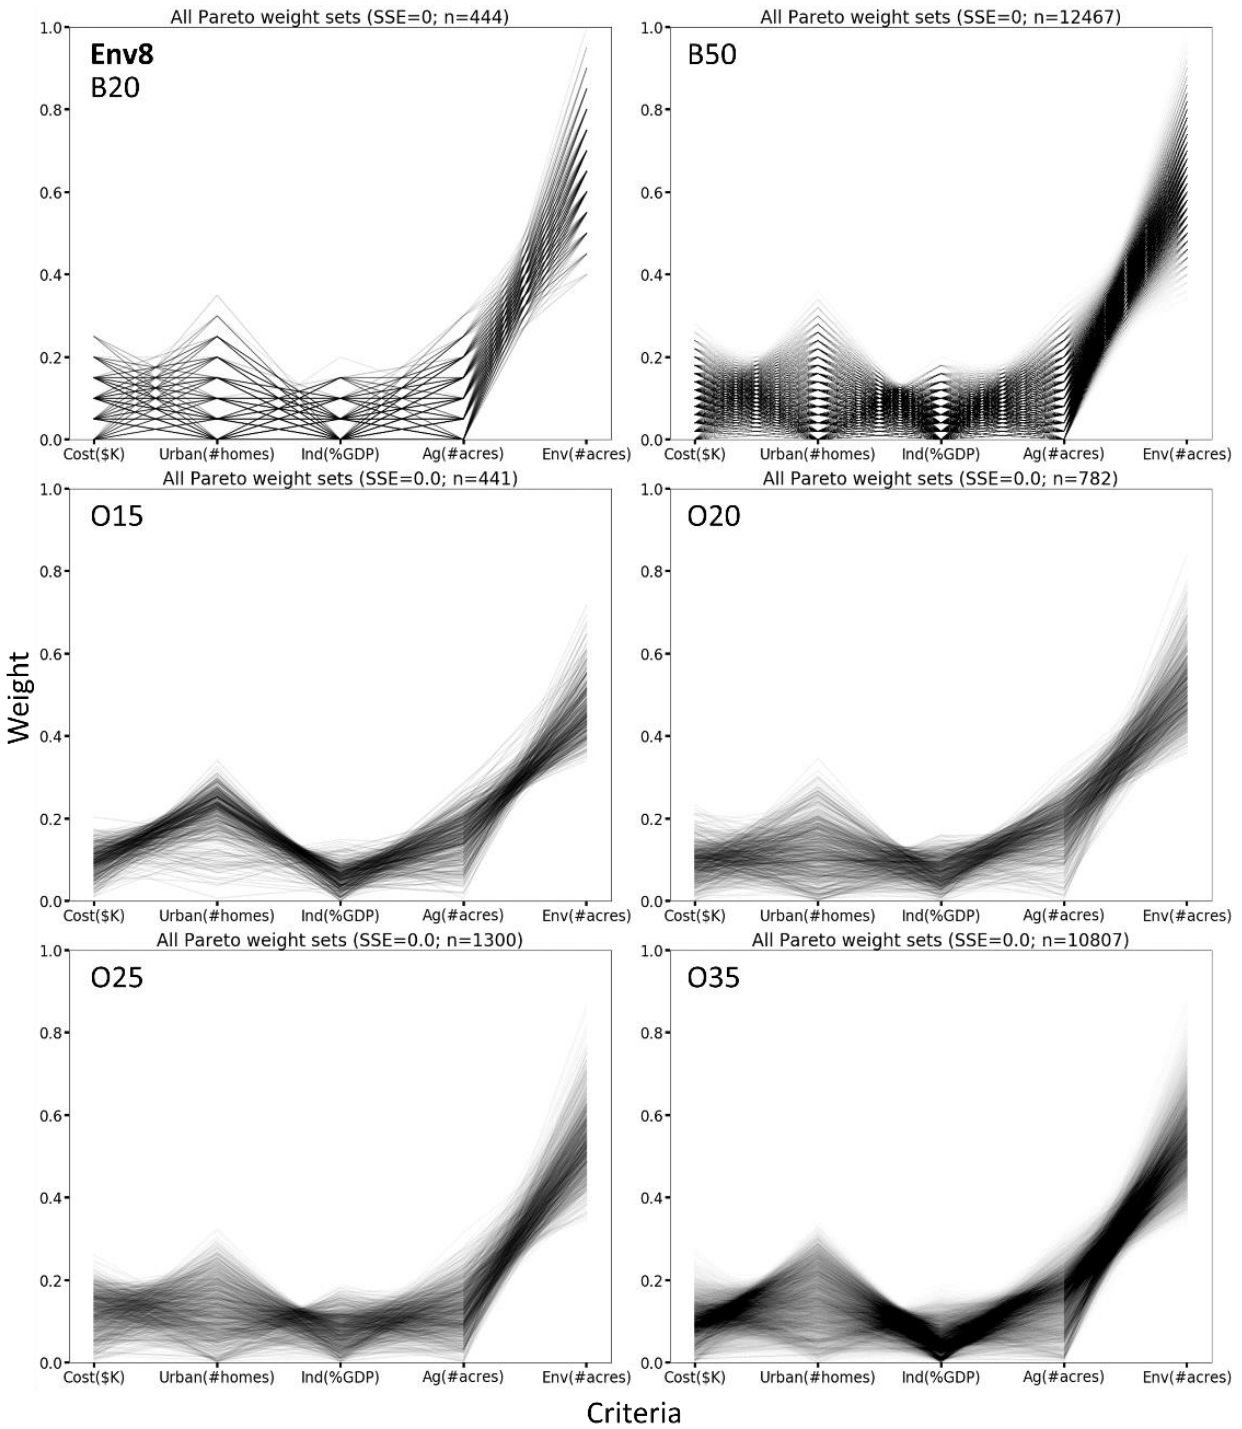 All Pareto weight sets (SSE=0; n=444)
Env8
B20
1.0
0.8
0.6
0.4
0.2
0.0
Cost($K) Urban(#homes) Ind(%GDP) Ag(#acres) Env(#acres)
All Pareto weight sets (SSE=0; n=12467)
B50
1.0
0.8
0.6
0.4
0.2
0.0
Cost($K) Urban(#homes) Ind(%GDP) Ag(#acres) Env(#acres)
All Pareto weight sets (SSE=0.0; n=441)
O15
1.0
0.8
0.6
0.4
0.2
0.0
Cost($K) Urban(#homes) Ind(%GDP) Ag(#acres) Env(#acres)
All Pareto weight sets (SSE=0.0; n=782)
O20
1.0
0.8
0.6
0.4
0.2
0.0
Cost($K) Urban(#homes) Ind(%GDP) Ag(#acres) Env(#acres)
All Pareto weight sets (SSE=0.0; n=1300)
O25
1.0
0.8
0.6
0.4
0.2
0.0
Cost($K) Urban(#homes) Ind(%GDP) Ag(#acres) Env(#acres)
All Pareto weight sets (SSE=0.0; n=10807)
O35
1.0
0.8
0.6
0.4
0.2
0.0
Cost($K) Urban(#homes) Ind(%GDP) Ag(#acres) Env(#acres)
Weight
Criteria